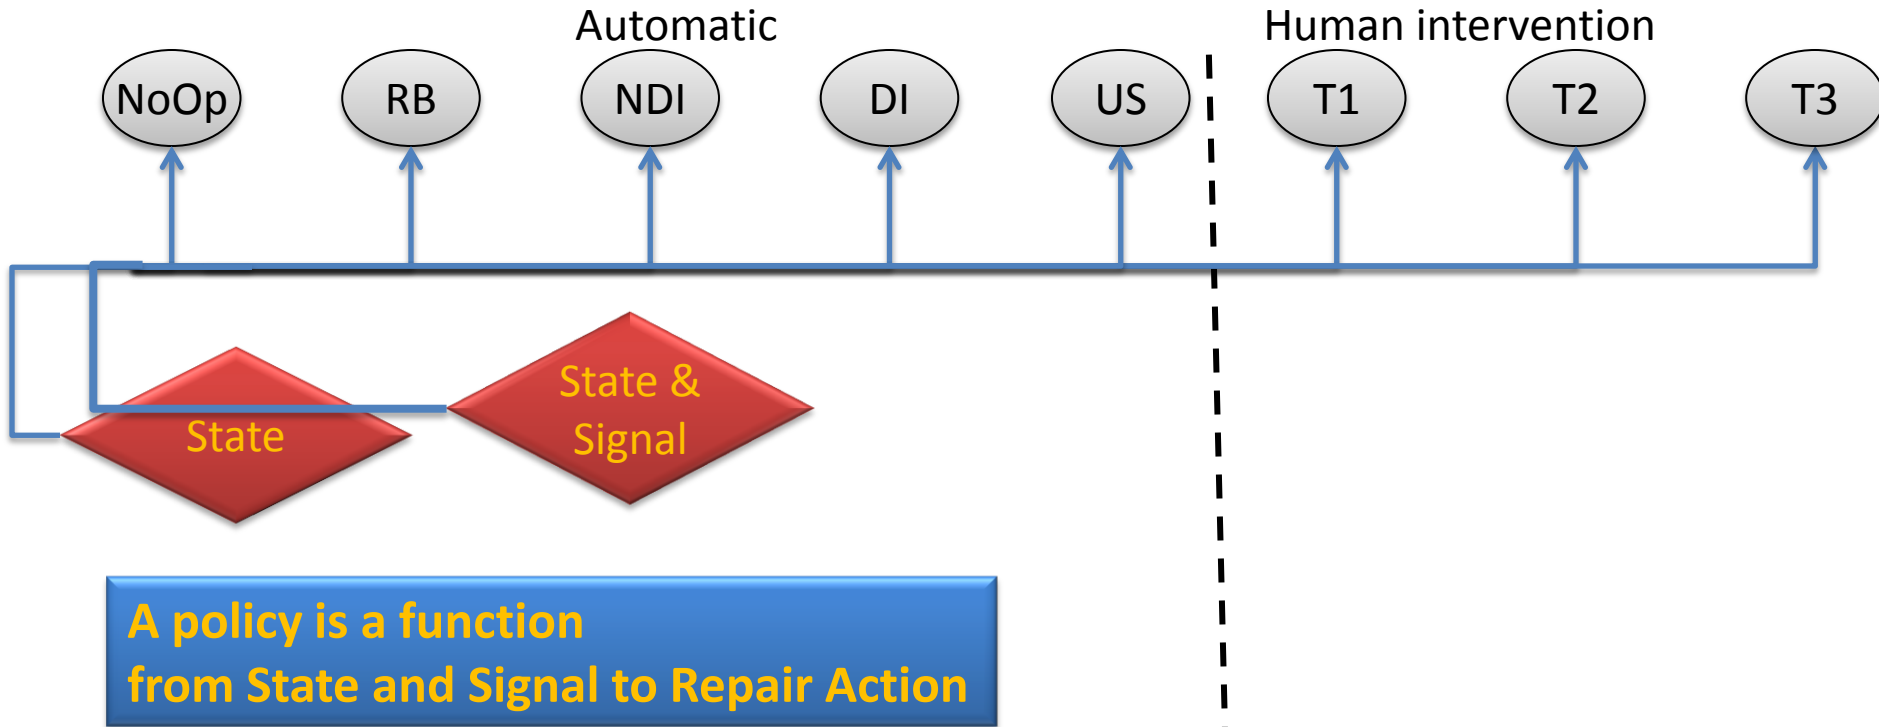 Automatic
Human intervention
NoOp
RB
NDI
DI
US
T1
T2
T3
State &
Signal
State
A policy is a function
from State and Signal to Repair Action